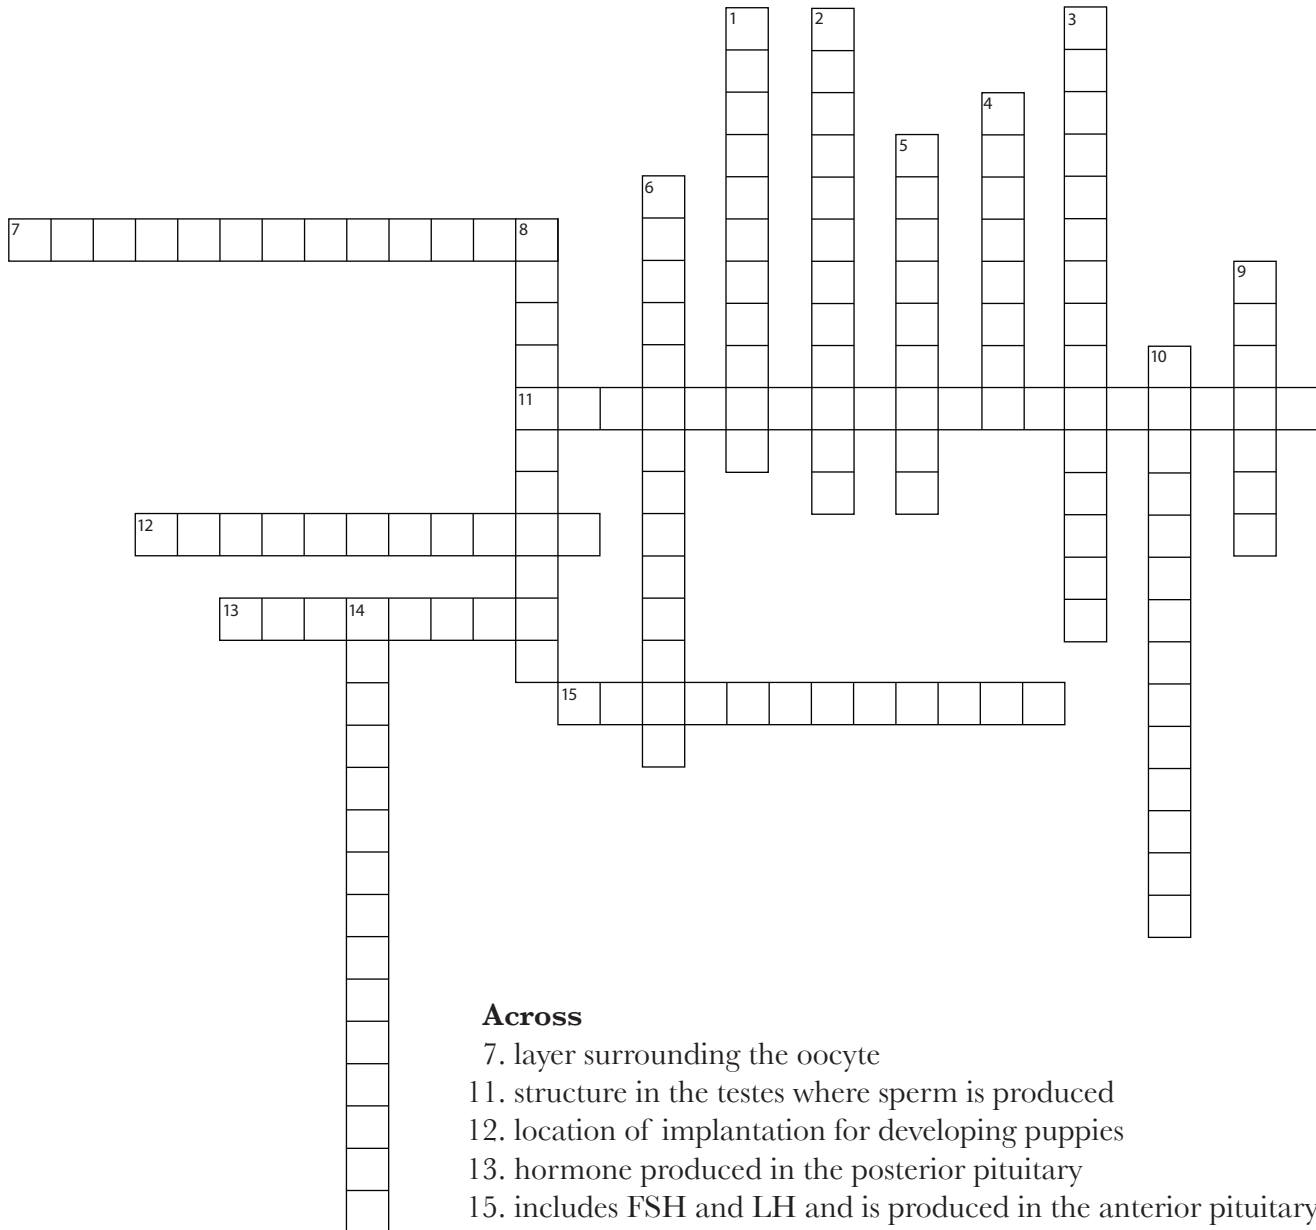 1 2 3
4
5
6
7 8
9
10
11
12
13 14
15
Across
7. layer surrounding the oocyte
11. structure in the testes where sperm is produced
12. location of implantation for developing puppies
13. hormone produced in the posterior pituitary
15. includes FSH and LH and is produced in the anterior pituitary